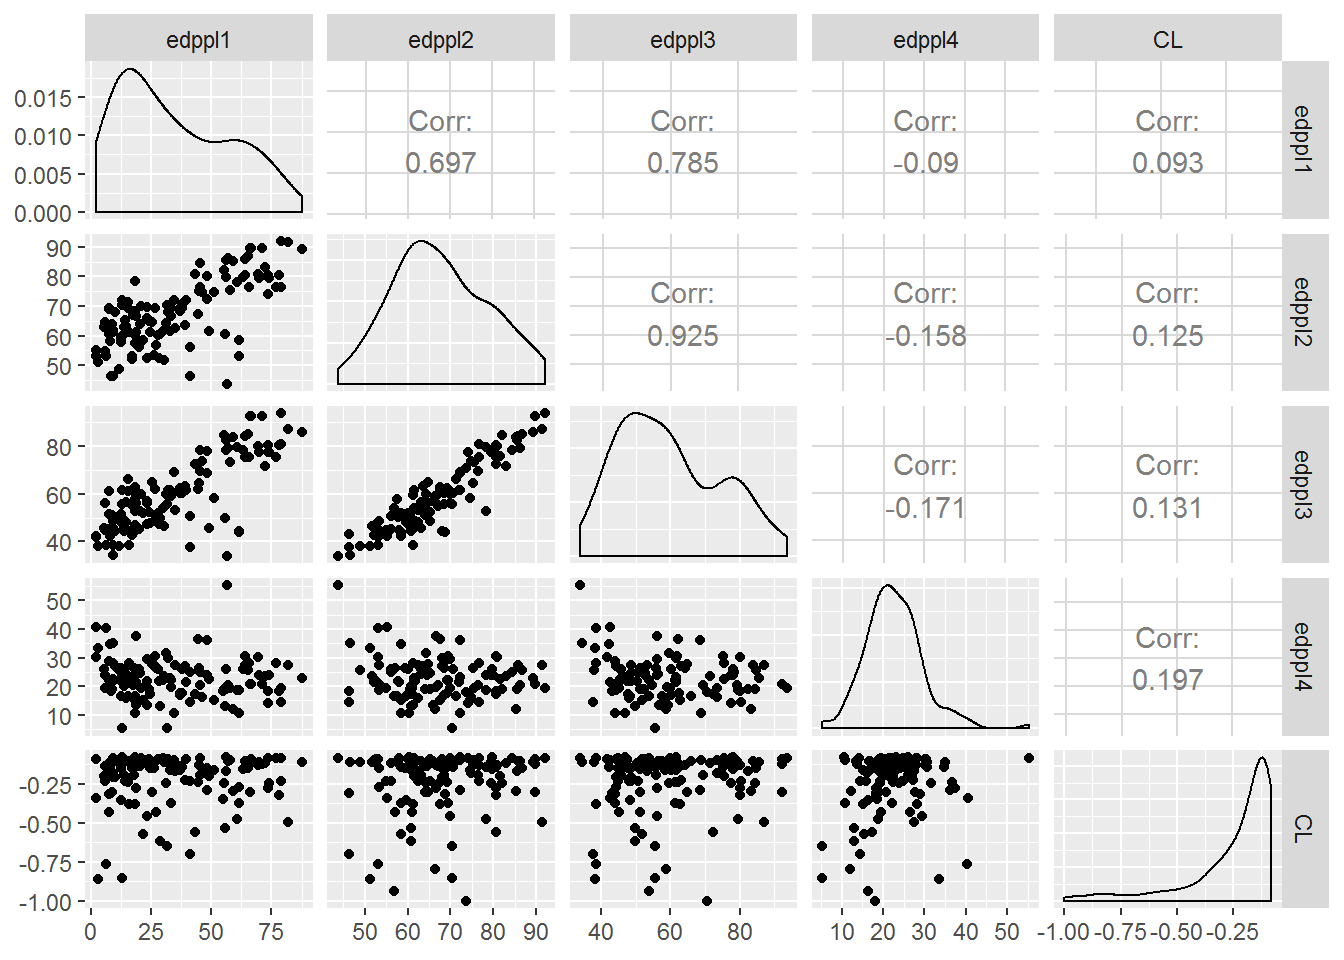 edppl1 edppl2 edppl3 edppl4 CL
0.015
0.010
0.005
0.000
Corr:
0.697
Corr:
0.785
Corr:
-0.09
Corr:
0.093
edppl1
90
80
70
60
50
Corr:
0.925
Corr:
-0.158
Corr:
0.125
edppl2
80
60
40
Corr:
-0.171
Corr:
0.131
edppl3
50
40
30
20
10
Corr:
0.197
edppl4
-0.25
-0.50
-0.75
-1.00
CL
0 25 50 75 50 60 70 80 90 40 60 80 10 20 30 40 50 -1.00 -0.75 -0.50 -0.25